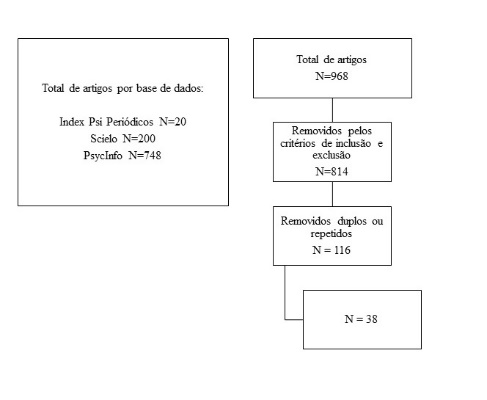 Total de artigos por base de dados:
Index Psi Periódicos N=20
Scielo N=200
PsycInfo N=748
Total de artigos
N=968
Removidos pelos
critérios de inclusão e
exclusão
N=814
Removidos duplos ou
repetidos
N = 116
N = 38